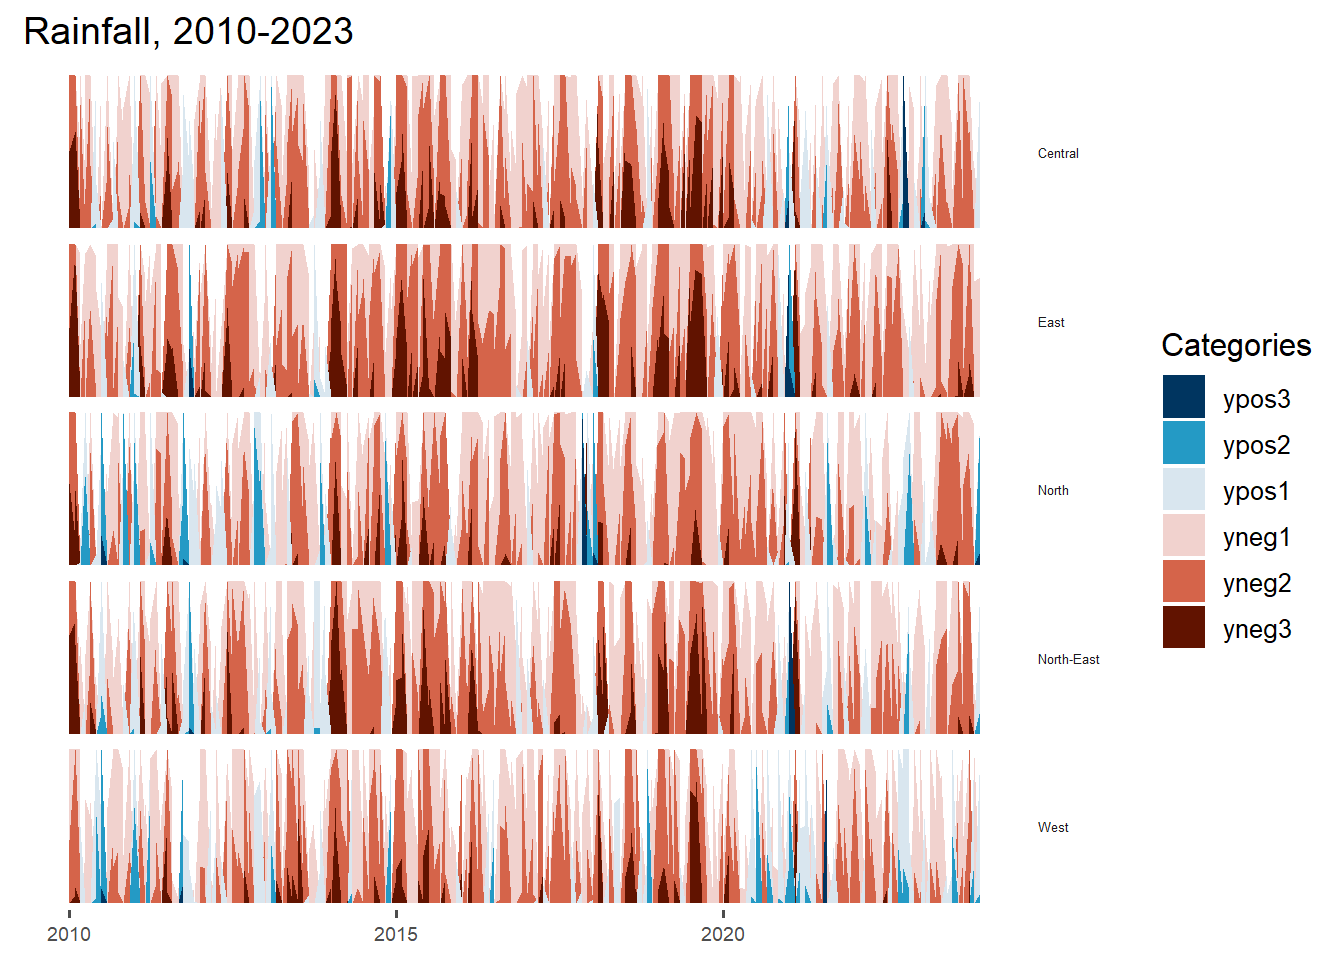 Rainfall, 2010-2023
Central
East
North
North-East
West
2010
2015
2020
Categories
ypos3
ypos2
ypos1
yneg1
yneg2
yneg3